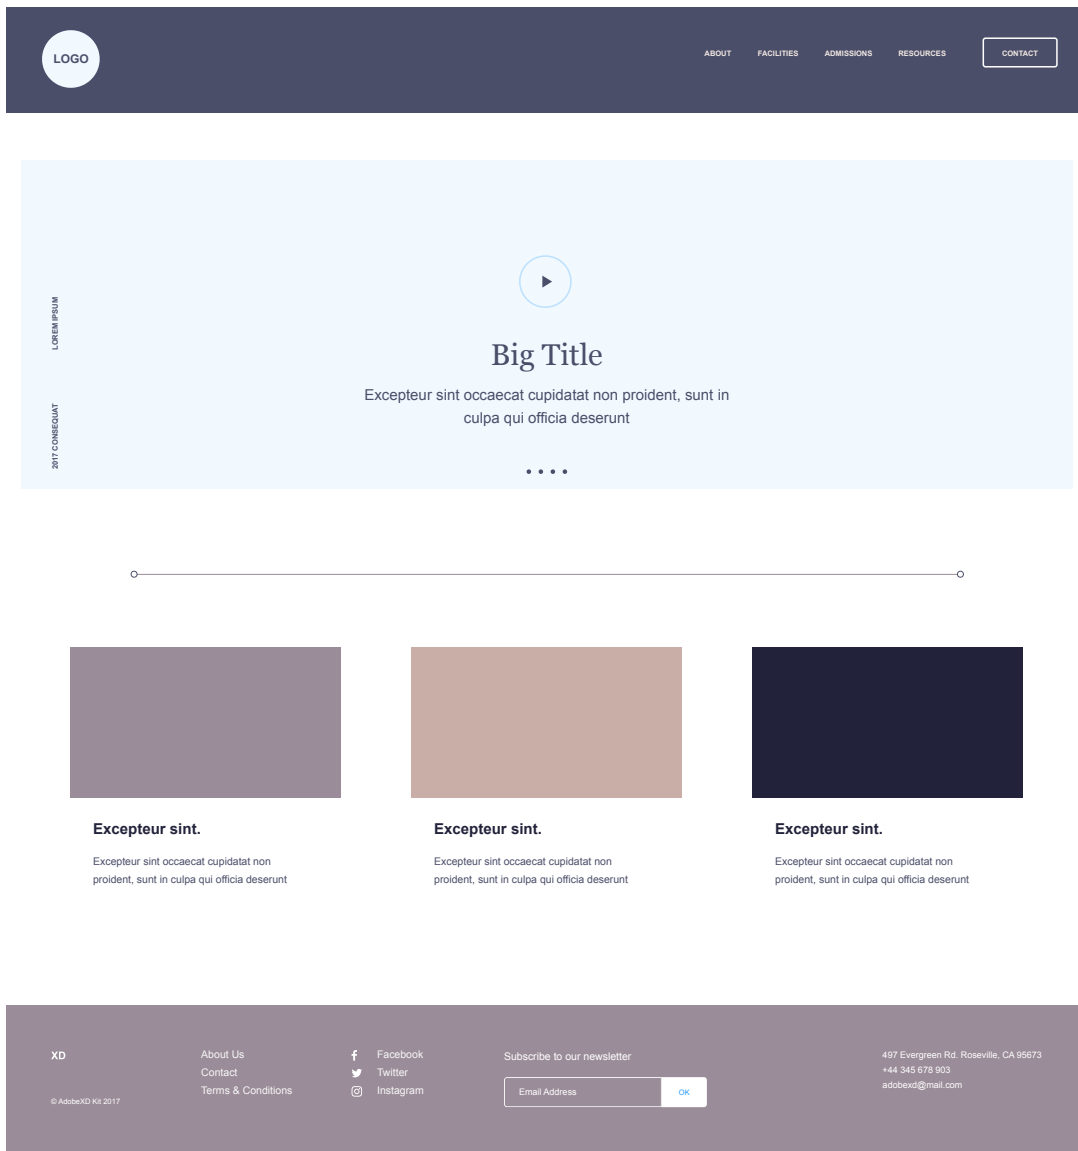 LOGO
ABOUT
FACILITIES
ADMISSIONS
RESOURCES
CONTACT
LOREM IPSUM
2017 CONSEQUAT
Big Title
Excepteur sint occaecat cupidatat non proident, sunt in
culpa qui officia deserunt
Excepteur sint.
Excepteur sint occaecat cupidatat non
proident, sunt in culpa qui officia deserunt
Excepteur sint.
Excepteur sint occaecat cupidatat non
proident, sunt in culpa qui officia deserunt
Excepteur sint.
Excepteur sint occaecat cupidatat non
proident, sunt in culpa qui officia deserunt
XD
© AdobeXD Kit 2017
About Us
Contact
Terms & Conditions
Facebook
Twitter
Instagram
Subscribe to our newsletter
Email Address
OK
497 Evergreen Rd. Roseville, CA 95673
+44 345 678 903
adobexd@mail.com